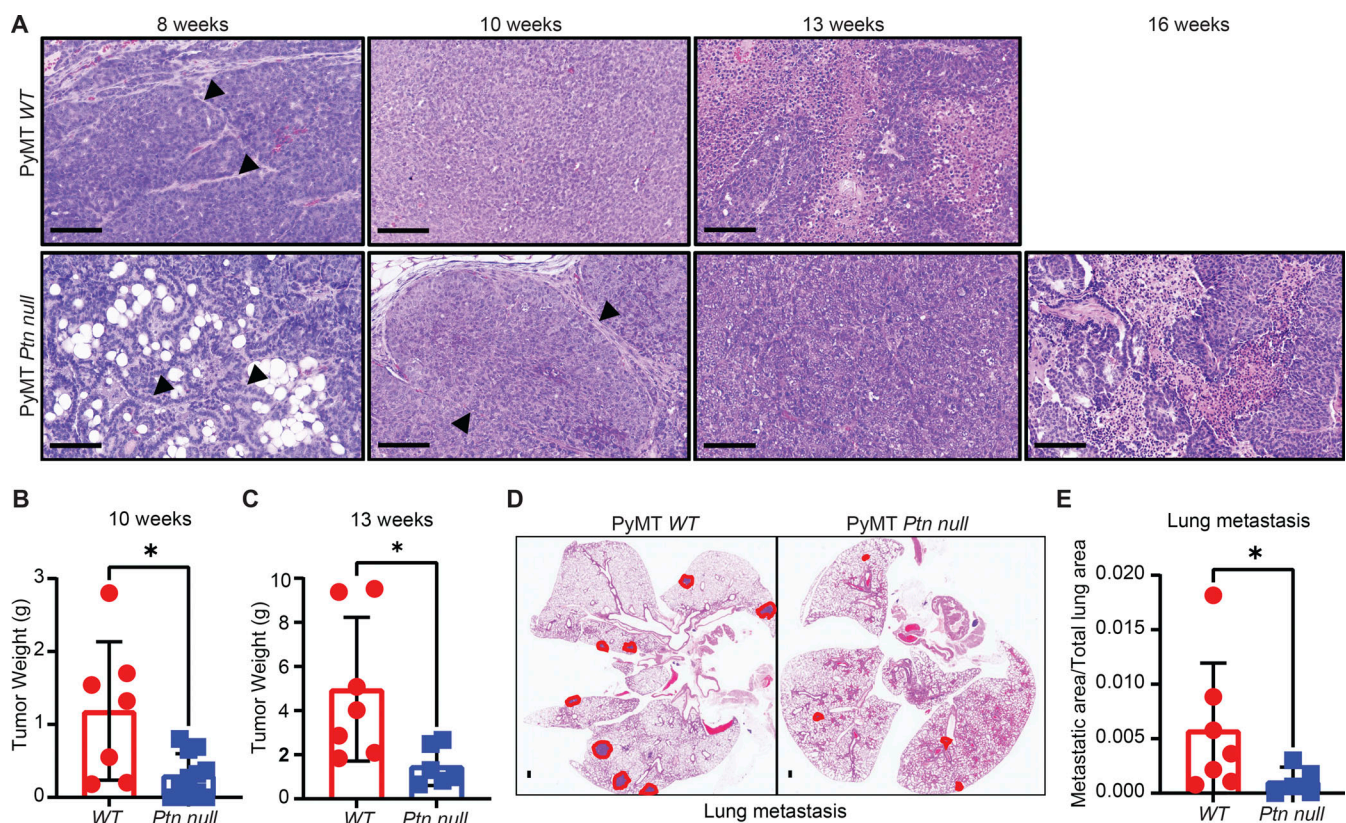 A
8 weeks
10 weeks
13 weeks
16 weeks
PyMT WT
PyMT Ptn null
B
10 weeks
*
Tumor Weight (g)
3
2
1
0
WT
Ptn null
C
13 weeks
*
Tumor Weight (g)
10
8
6
4
2
0
WT
Ptn null
D
PyMT WT
PyMT Ptn null
Lung metastasis
E
Lung metastasis
*
Metastatic area/Total lung area
0.020
0.015
0.010
0.005
0.000
WT
Ptn null